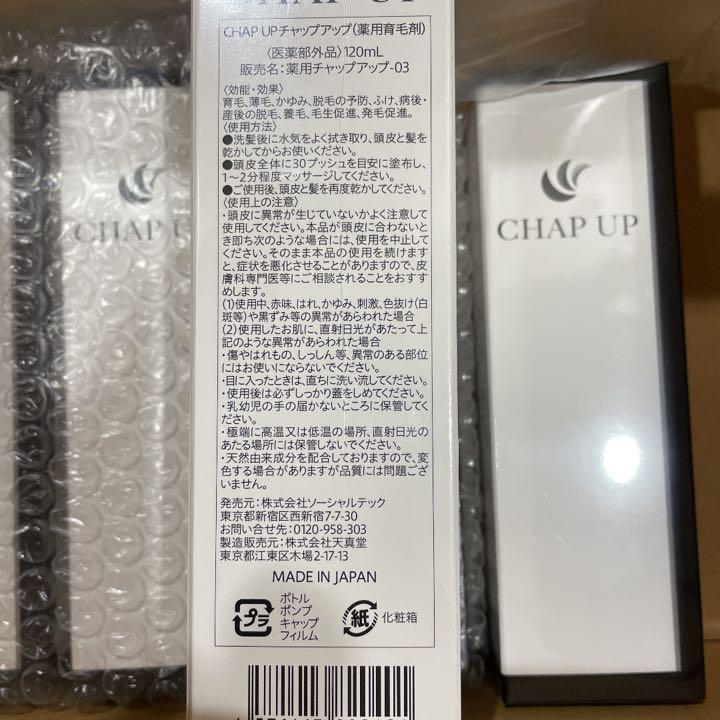 CHAP UP
CHAP UP チャップアップ(薬用育毛剤)
〈医薬部外品〉120mL
販売名:薬用チャップアップ-03
〈効能・効果〉
育毛、薄毛、かゆみ、脱毛の予防、ふけ、病後・
産後の脱毛、養毛、毛生促進、発毛促進。
〈使用方法〉
●洗髪後に水気をよく拭き取り、頭皮と髪を
乾かしてからお使いください。
●頭皮全体に30プッシュを目安に塗布し、
1～2分程度マッサージしてください。
●ご使用後、頭皮と髪を再度乾かしてください。
〈使用上の注意〉
・頭皮に異常が生じていないかよく注意して
使用してください。本品が頭皮に合わないと
き即ち次のような場合には、使用を中止して
ください。そのまま本品の使用を続けます
と、症状を悪化させることがありますので、皮
膚科専門医等にご相談されることをおすす
めします。
(1)使用中、赤味、はれ、かゆみ、刺激、色抜け(白
斑等)や黒ずみ等の異常があらわれた場合
(2)使用したお肌に、直射日光があたって上
記のような異常があらわれた場合
・傷やはれもの、しっしん等、異常のある部位
にはお使いにならないでください。
・目に入ったときは、直ちに洗い流してください。
・使用後は必ずしっかり蓋をしめてください。
・乳幼児の手の届かないところに保管してく
ださい。
・極端に高温又は低温の場所、直射日光の
あたる場所には保管しないでください。
・天然由来成分を配合しておりますので、変
色する場合がありますが品質には問題ござ
いません。
発売元:株式会社ソーシャルテック
東京都新宿区西新宿7-7-30
お問い合せ先:0120-958-303
製造販売元:株式会社天真堂
東京都江東区木場2-17-13
MADE IN JAPAN
プラ
ボトル
ポンプ
キャップ
フィルム
紙
化粧箱
CHAP UP
CHAP UP